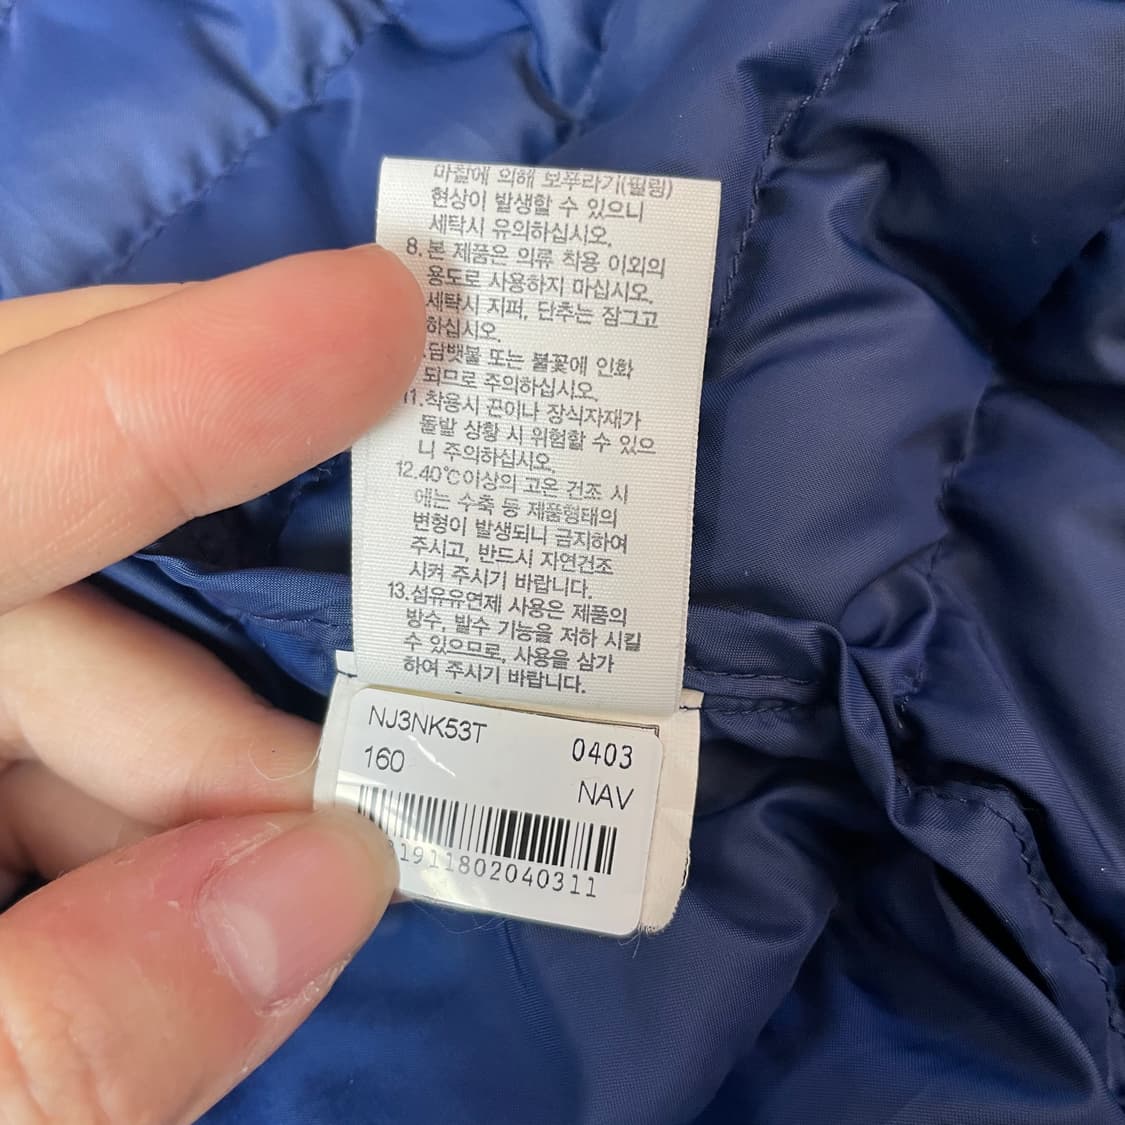 마찰에 의해 보푸라기(필링)
현상이 발생할 수 있으니
세탁시 유의하십시오.
8. 본 제품은 의류 착용 이외의
용도로 사용하지 마십시오.
세탁시 지퍼, 단추는 잠그고
하십시오.
.담뱃불 또는 불꽃에 인화
되므로 주의하십시오.
11.착용시 끈이나 장식자재가
돌발 상황 시 위험할 수 있으
니 주의하십시오.
12.40℃이상의 고온 건조 시
에는 수축 등 제품형태의
변형이 발생되니 금지하여
주시고, 반드시 자연건조
시켜 주시기 바랍니다.
13.섬유유연제 사용은 제품의
방수, 발수 기능을 저하 시킬
수 있으므로, 사용을 삼가
하여 주시기 바랍니다.
NJ3NK53T
160 0403
NAV
1911802040311